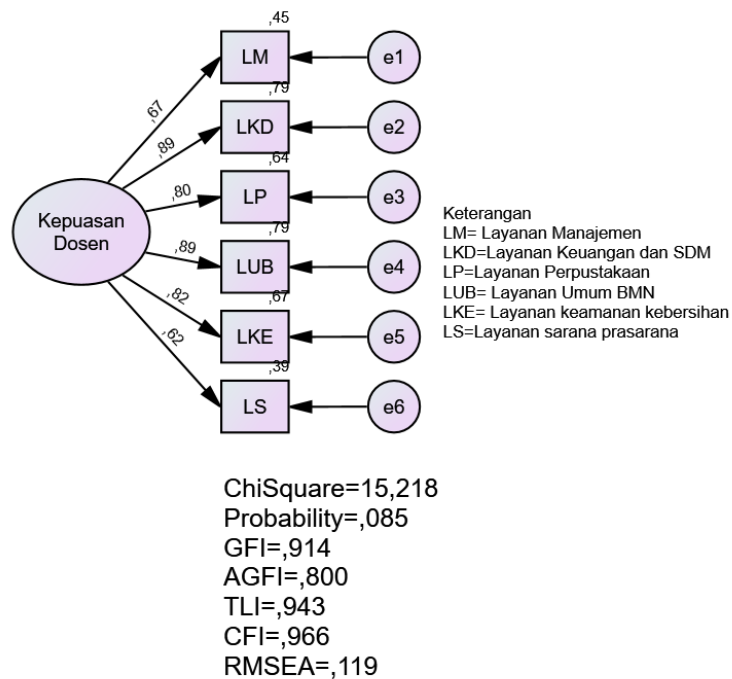 ,45
LM
e1
,67
,79
LKD
e2
,89
,64
LP
e3
,80
Kepuasan
Dosen
,79
LUB
e4
,89
,67
LKE
e5
,82
,39
LS
e6
,62
Keterangan
LM= Layanan Manajemen
LKD=Layanan Keuangan dan SDM
LP=Layanan Perpustakaan
LUB= Layanan Umum BMN
LKE= Layanan keamanan kebersihan
LS=Layanan sarana prasarana
ChiSquare=15,218
Probability=,085
GFI=,914
AGFI=,800
TLI=,943
CFI=,966
RMSEA=,119